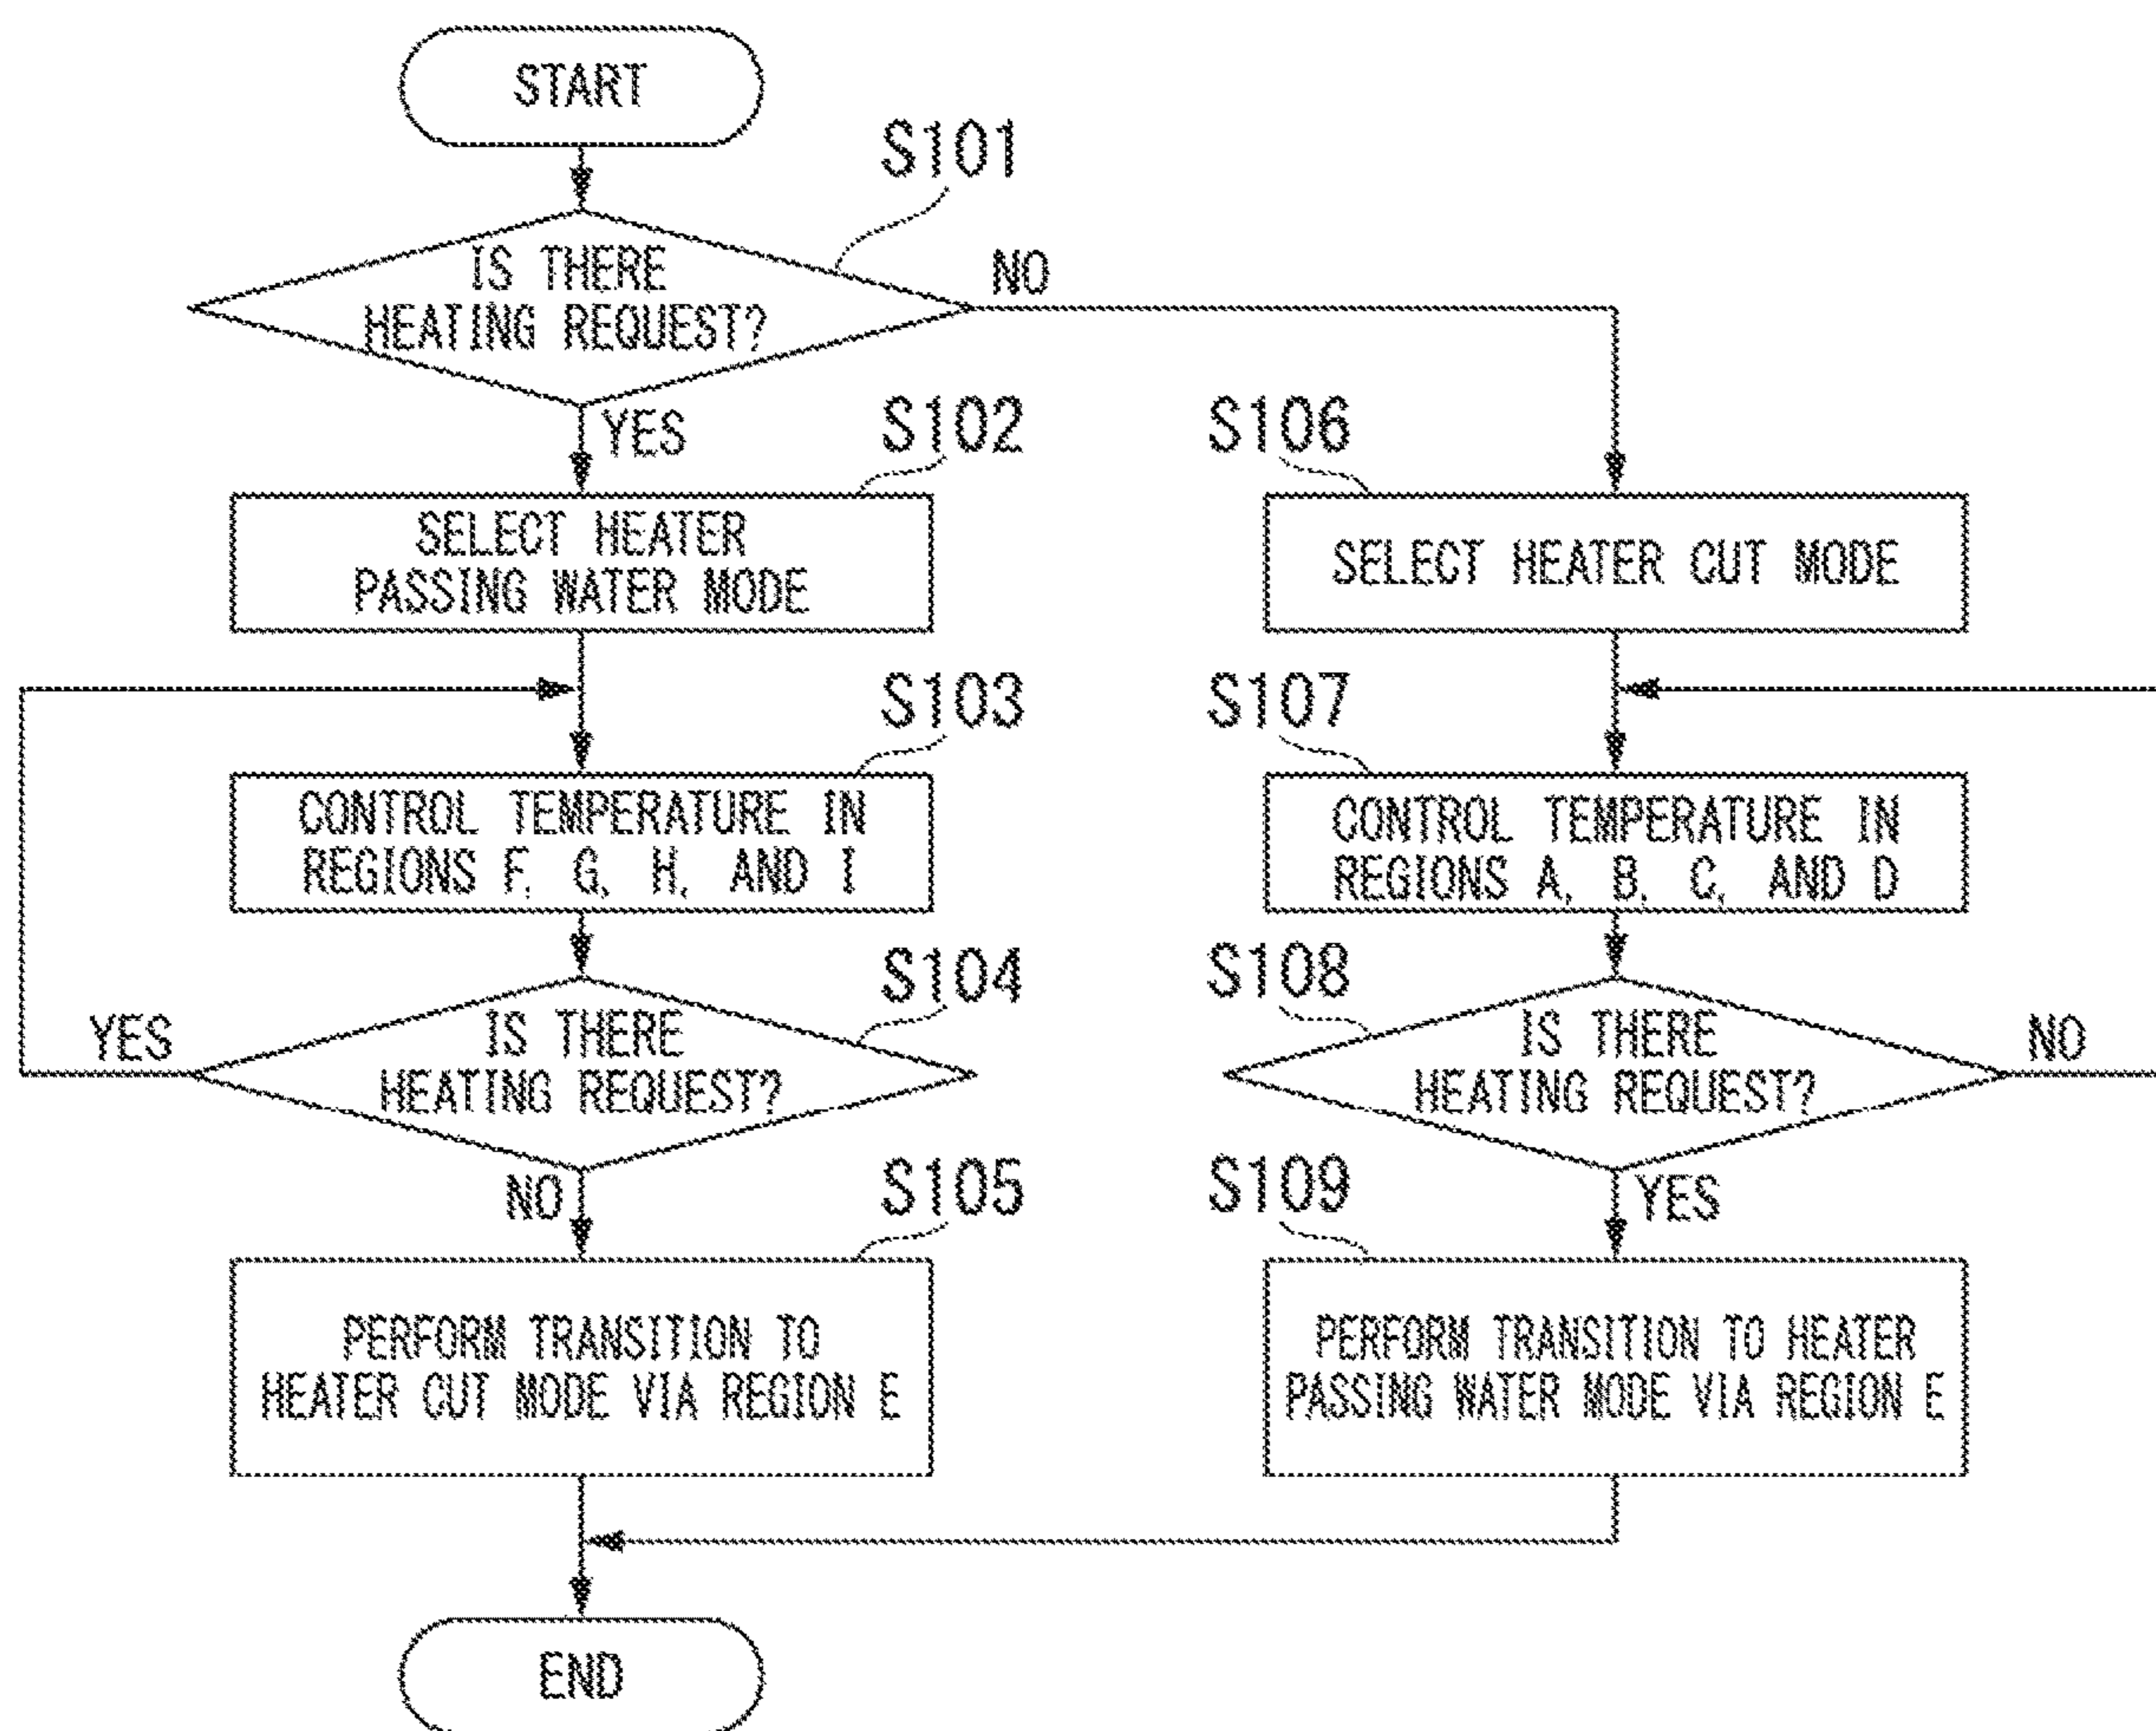 START
S101
IS THERE
HEATING REQUEST?
NO
YES
S102
SELECT HEATER
PASSING WATER MODE
S106
SELECT HEATER CUT MODE
S103
CONTROL TEMPERATURE IN
REGIONS F, G, H, AND I
S107
CONTROL TEMPERATURE IN
REGIONS A, B, C, AND D
S104
IS THERE
HEATING REQUEST?
YES
NO
S108
IS THERE
HEATING REQUEST?
NO
YES
S105
PERFORM TRANSITION TO
HEATER CUT MODE VIA REGION E
S109
PERFORM TRANSITION TO HEATER
PASSING WATER MODE VIA REGION E
END